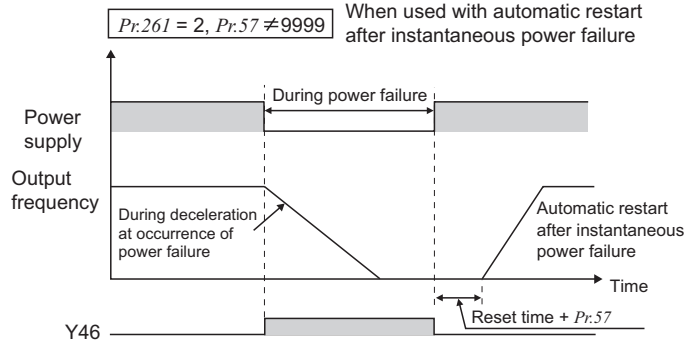 Pr.261 = 2, Pr.57 ≠9999
When used with automatic restart
after instantaneous power failure
During power failure
Power
supply
Output
frequency
During deceleration
at occurrence of
power failure
Automatic restart
after instantaneous
power failure
Time
Reset time + Pr.57
Y46